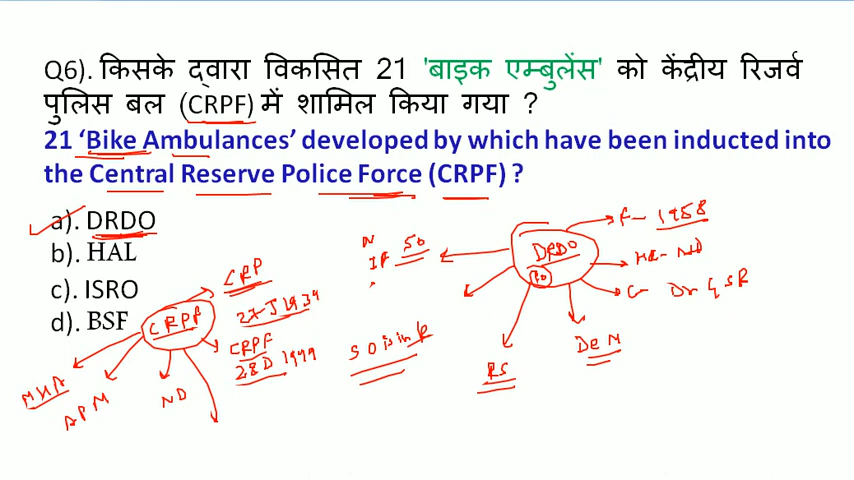 Q6). किसके द्वारा विकसित 21 'बाइक एम्बुलेंस' को केंद्रीय रिजर्व
पुलिस बल (CRPF) में शामिल किया गया ?
21 ‘Bike Ambulances’ developed by which have been inducted into
the Central Reserve Police Force (CRPF) ?
a). DRDO
b). HAL
c). ISRO
d). BSF
CRPF
CRP
27 J 1939
CRPF
28 D 1949
MHA
APM
ND
N
IF 50
DRDO
F- 1958
HQ- ND
C- Dr G S R
RS
De M